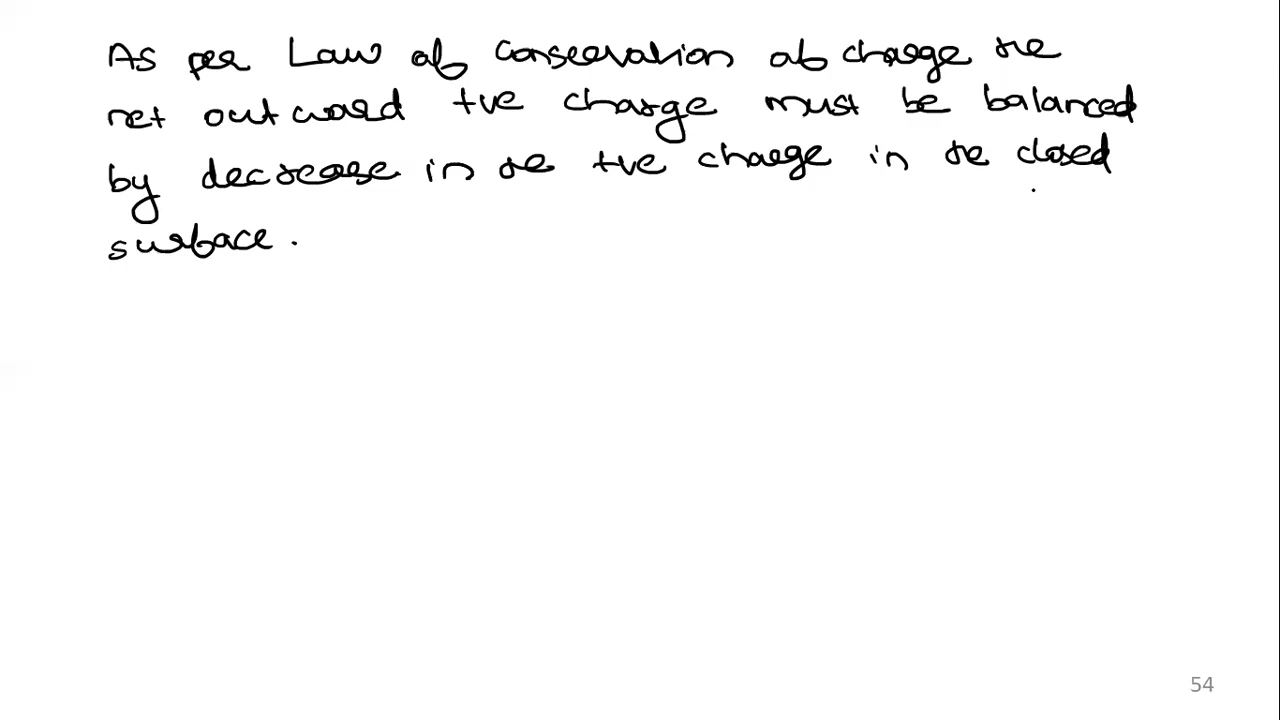 As per Law of conservation of charge the
net outward +ve charge must be balanced
by decrease in the +ve charge in the closed
surface.
54